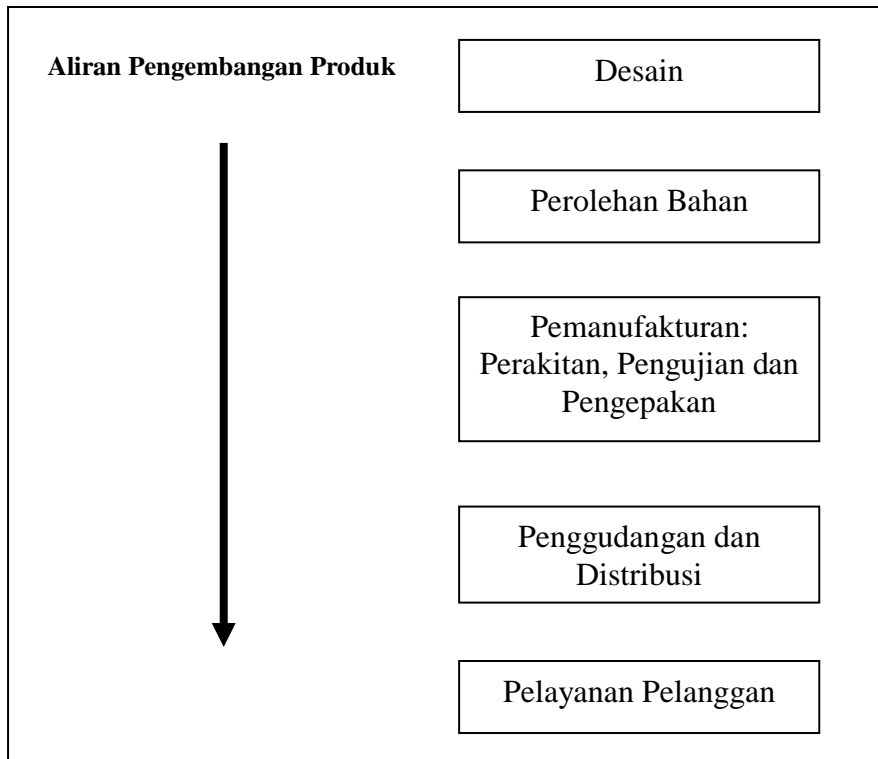 Aliran Pengembangan Produk
Desain
Perolehan Bahan
Pemanufakturan:
Perakitan, Pengujian dan
Pengepakan
Penggudangan dan
Distribusi
Pelayanan Pelanggan